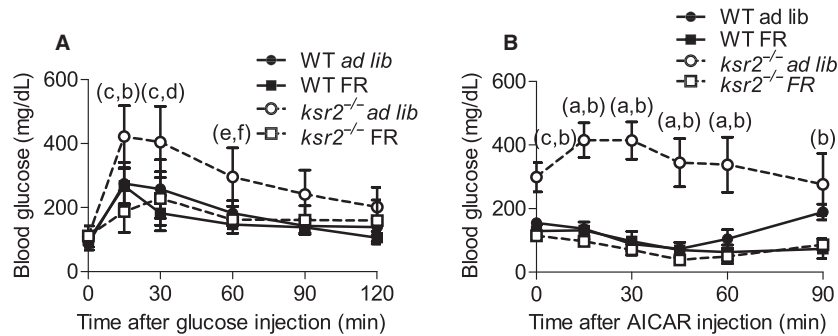 A
WT ad lib
WT FR
ksr2−/− ad lib
ksr2−/− FR
Blood glucose (mg/dL)
600
400
200
0
(c,b) (c,d)
(e,f)
0 30 60 90 120
Time after glucose injection (min)
B
WT ad lib
WT FR
ksr2−/− ad lib
ksr2−/− FR
Blood glucose (mg/dL)
600
400
200
0
(c,b) (a,b) (a,b) (a,b) (a,b) (b)
0 30 60 90
Time after AICAR injection (min)